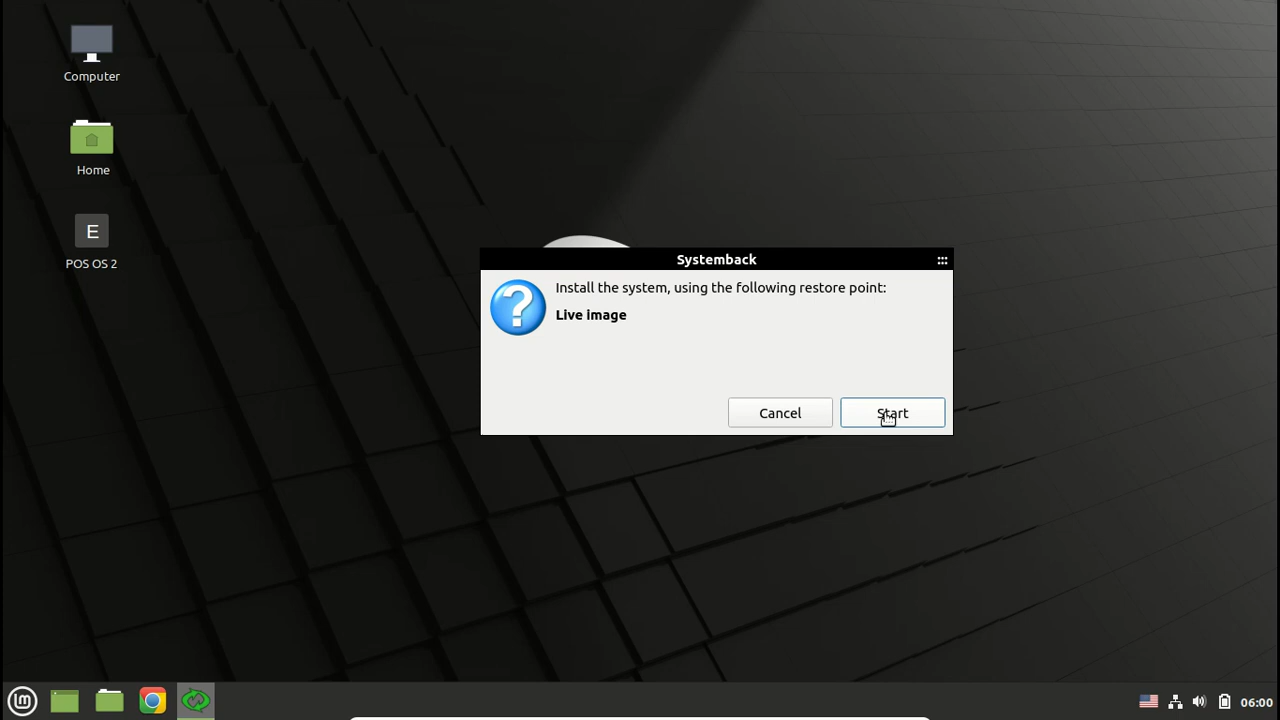 Computer
Home
E
POS OS 2
Systemback
Install the system, using the following restore point:
Live image
Cancel
Start
lm
06:00